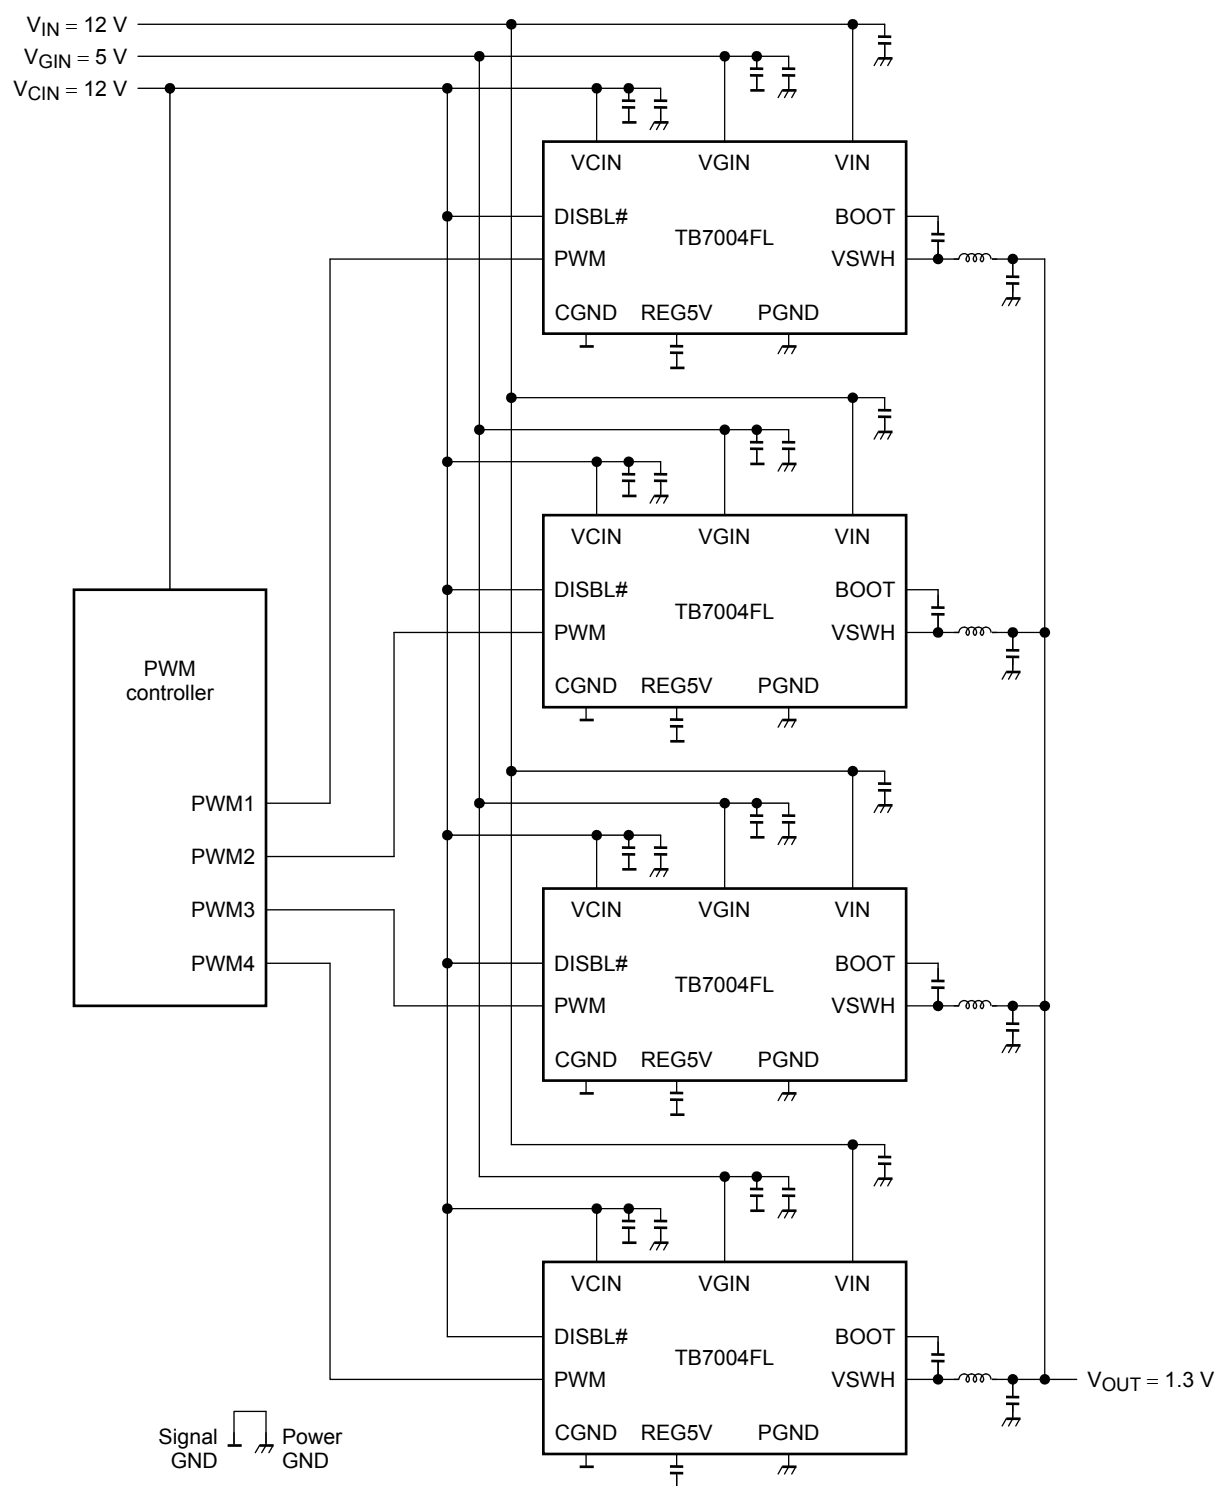 VIN = 12 V
VGIN = 5 V
VCIN = 12 V
VCIN VGIN VIN
DISBL# BOOT
TB7004FL
PWM VSWH
CGND REG5V PGND
VCIN VGIN VIN
DISBL# BOOT
TB7004FL
PWM VSWH
CGND REG5V PGND
PWM
controller
PWM1
PWM2
PWM3
PWM4
VCIN VGIN VIN
DISBL# BOOT
TB7004FL
PWM VSWH
CGND REG5V PGND
VCIN VGIN VIN
DISBL# BOOT
TB7004FL
PWM VSWH
CGND REG5V PGND
VOUT = 1.3 V
Signal
GND
Power
GND